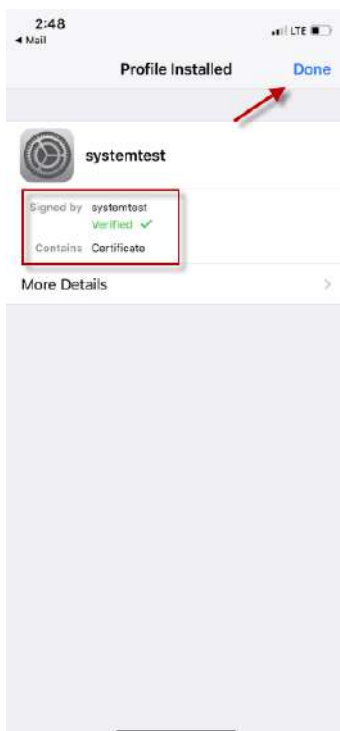 2:48
LTE
Mail
Profile Installed
Done
systemtest
Signed by systemtest
Verified
Contains Certificate
More Details